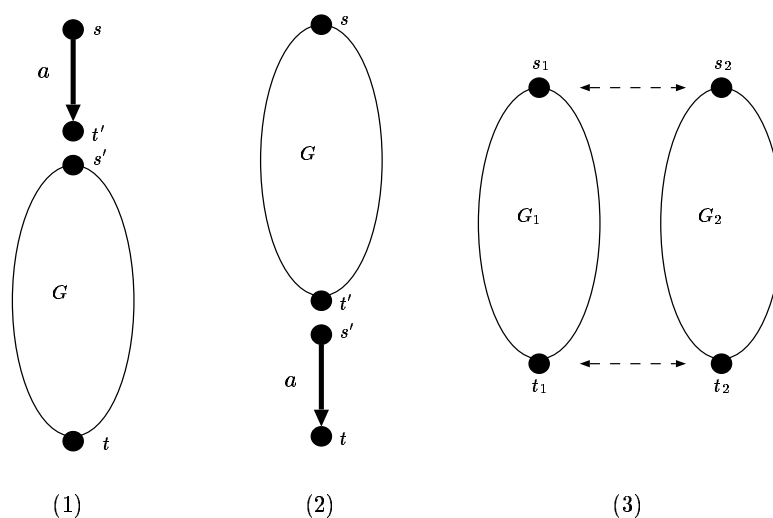 s
a
t′
s′
G
t
(1)
s
G
t′
s′
a
t
(2)
s₁ s₂
G₁ G₂
t₁ t₂
(3)